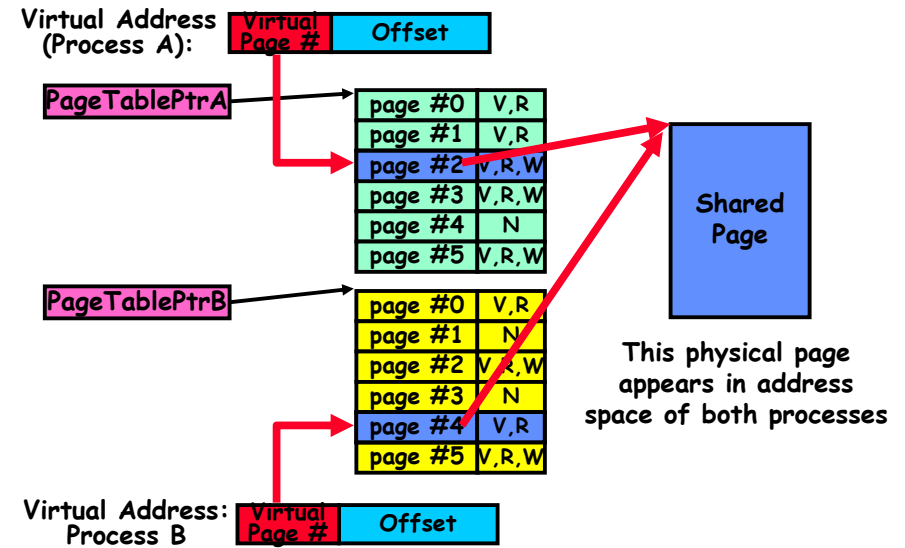 Virtual Address
(Process A):
Virtual
Page #
Offset
PageTablePtrA
page #0 V,R
page #1 V,R
page #2 V,R,W
page #3 V,R,W
page #4 N
page #5 V,R,W
Shared
Page
PageTablePtrB
page #0 V,R
page #1 N
page #2 V,R,W
page #3 N
page #4 V,R
page #5 V,R,W
This physical page
appears in address
space of both processes
Virtual Address:
Process B
Virtual
Page #
Offset